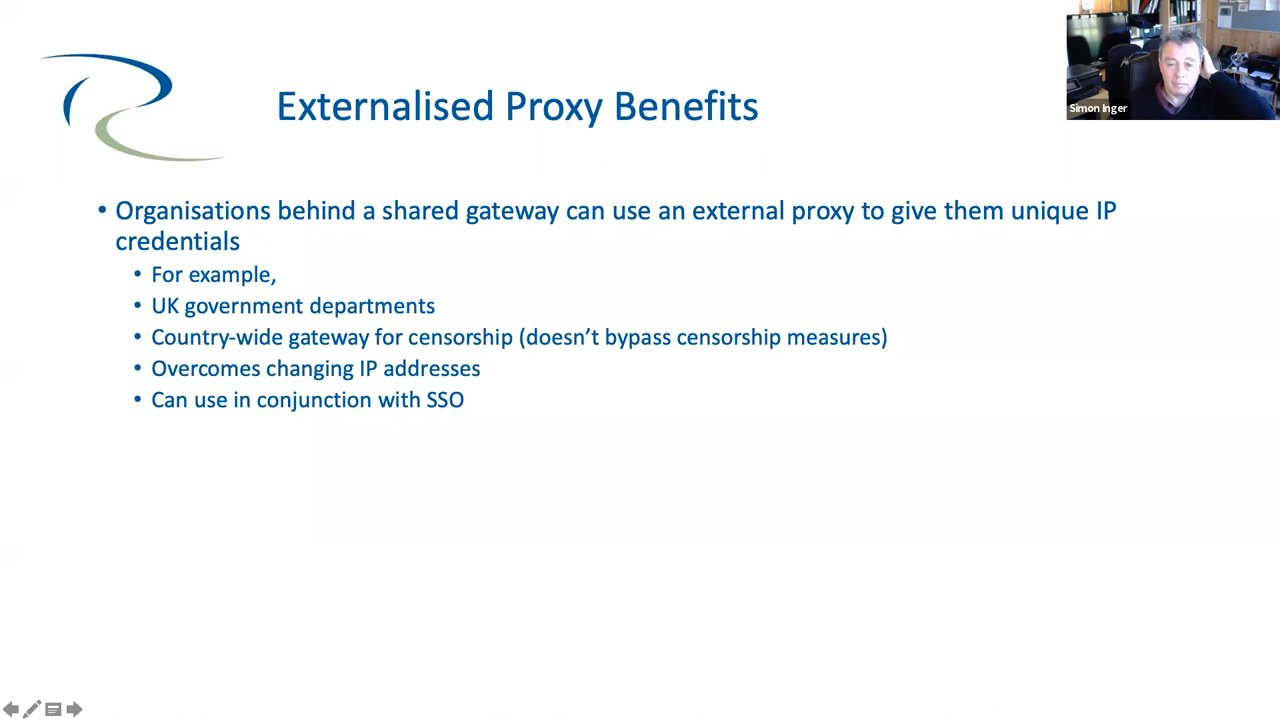 Simon Inger
Externalised Proxy Benefits
• Organisations behind a shared gateway can use an external proxy to give them unique IP
credentials
• For example,
• UK government departments
• Country-wide gateway for censorship (doesn’t bypass censorship measures)
• Overcomes changing IP addresses
• Can use in conjunction with SSO